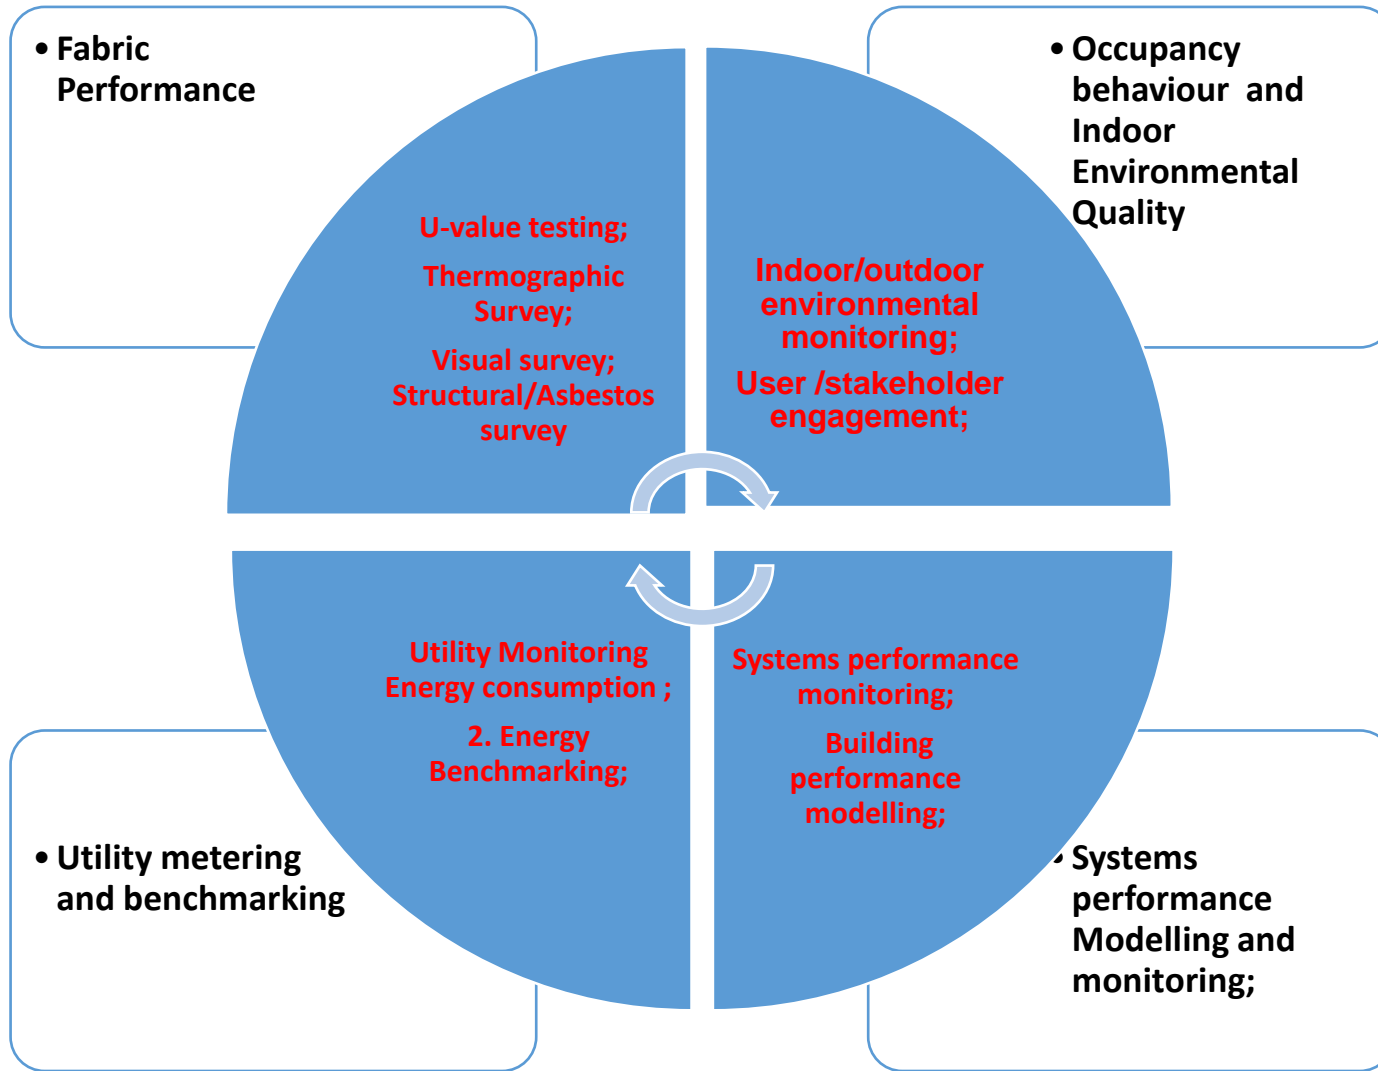 • Fabric
Performance
• Occupancy
behaviour and
Indoor
Environmental
Quality
U-value testing;
Thermographic
Survey;
Visual survey;
Structural/Asbestos
survey
Indoor/outdoor
environmental
monitoring;
User /stakeholder
engagement;
Utility Monitoring
Energy consumption ;
2. Energy
Benchmarking;
Systems performance
monitoring;
Building
performance
modelling;
• Utility metering
and benchmarking
• Systems
performance
Modelling and
monitoring;